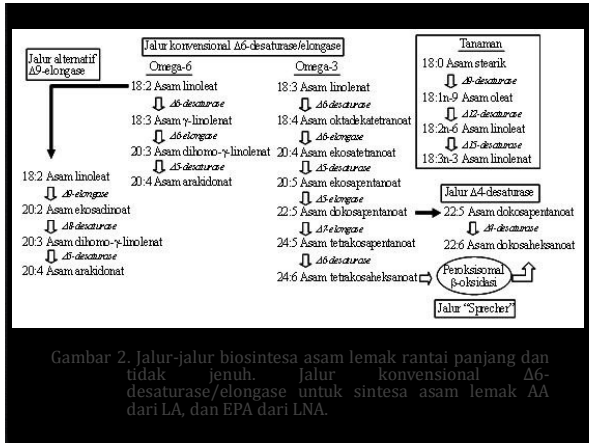 Jalur alternatif
Δ9-elongase
18:2 Asam linoleat
Δ9-elongase
20:2 Asam ekosadinoat
Δ8-desaturase
20:3 Asam dihomo-γ-linolenat
Δ5-desaturase
20:4 Asam arakidonat
Jalur konvensional Δ6-desaturase/elongase
Omega-6
18:2 Asam linoleat
Δ6-desaturase
18:3 Asam γ-linolenat
Δ6-elongase
20:3 Asam dihomo-γ-linolenat
Δ5-desaturase
20:4 Asam arakidonat
Omega-3
18:3 Asam linolenat
Δ6-desaturase
18:4 Asam oktadekatetranoat
Δ6-elongase
20:4 Asam ekosatetranoat
Δ5-desaturase
20:5 Asam ekosapentanoat
Δ5-elongase
22:5 Asam dokosapentanoat
Δ7-elongase
24:5 Asam tetrakosapentanoat
Δ6-desaturase
24:6 Asam tetrakosaheksanoat
Tanaman
18:0 Asam stearik
Δ9-desaturase
18:1n-9 Asam oleat
Δ12-desaturase
18:2n-6 Asam linoleat
Δ15-desaturase
18:3n-3 Asam linolenat
Jalur Δ4-desaturase
22:5 Asam dokosapentanoat
Δ4-desaturase
22:6 Asam dokosaheksanoat
Peroksisomal
β-oksidasi
Jalur “Sprecher”
Gambar 2. Jalur-jalur biosintesa asam lemak rantai panjang dan
tidak jenuh. Jalur konvensional Δ6-
desaturase/elongase untuk sintesa asam lemak AA
dari LA, dan EPA dari LNA.